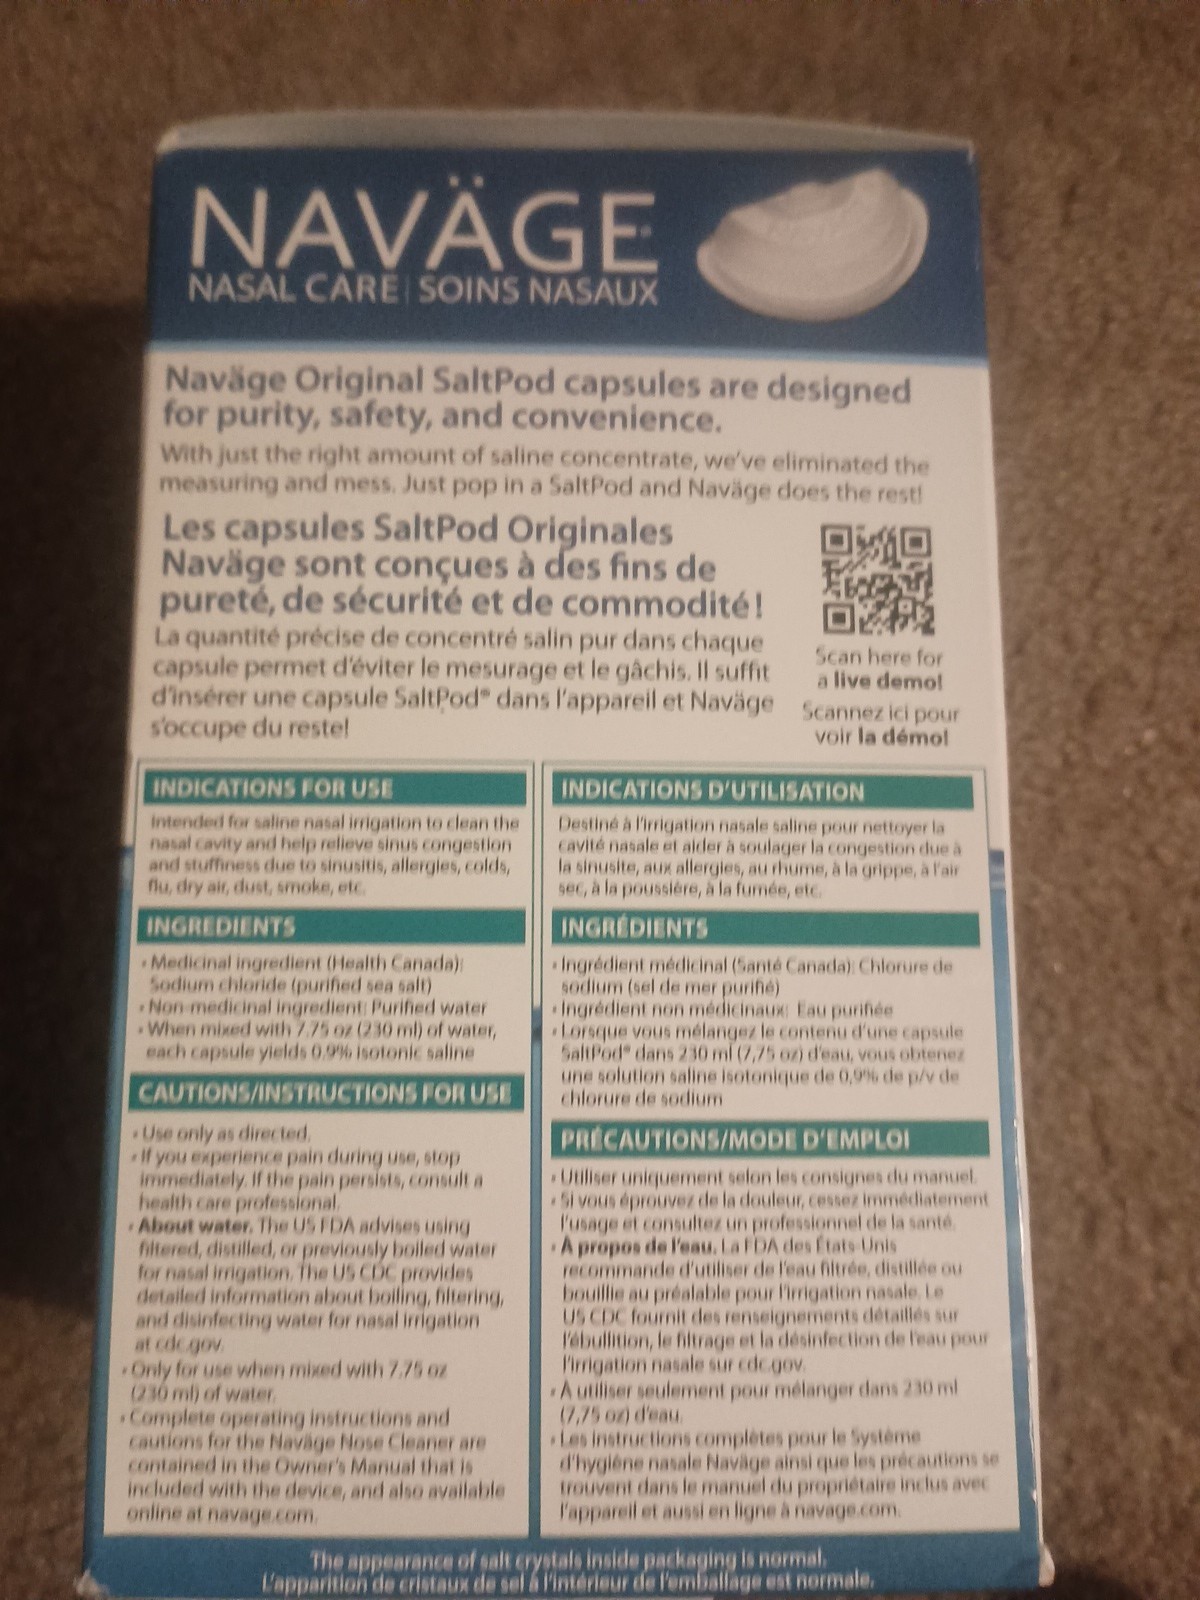 NAVÄGE®
NASAL CARE | SOINS NASAUX
Naväge Original SaltPod capsules are designed
for purity, safety, and convenience.
With just the right amount of saline concentrate, we've eliminated the
measuring and mess. Just pop in a SaltPod and Naväge does the rest!
Les capsules SaltPod Originales
Naväge sont conçues à des fins de
pureté, de sécurité et de commodité!
La quantité précise de concentré salin pur dans chaque
capsule permet d'éviter le mesurage et le gâchis. Il suffit
d'insérer une capsule SaltPod® dans l'appareil et Naväge
s'occupe du reste!
Scan here for
a live demo!
Scannez ici pour
voir la démo!
INDICATIONS FOR USE
Intended for saline nasal irrigation to clean the
nasal cavity and help relieve sinus congestion
and stuffiness due to sinusitis, allergies, colds,
flu, dry air, dust, smoke, etc.
INGREDIENTS
• Medicinal ingredient (Health Canada):
Sodium chloride (purified sea salt)
• Non-medicinal ingredient: Purified water
• When mixed with 7.75 oz (230 ml) of water,
each capsule yields 0.9% isotonic saline
CAUTIONS/INSTRUCTIONS FOR USE
• Use only as directed.
• If you experience pain during use, stop
immediately. If the pain persists, consult a
health care professional.
• About water. The US FDA advises using
filtered, distilled, or previously boiled water
for nasal irrigation. The US CDC provides
detailed information about boiling, filtering,
and disinfecting water for nasal irrigation
at cdc.gov.
• Only for use when mixed with 7.75 oz
(230 ml) of water.
• Complete operating instructions and
cautions for the Naväge Nose Cleaner are
contained in the Owner's Manual that is
included with the device, and also available
online at navage.com.
INDICATIONS D'UTILISATION
Destiné à l'irrigation nasale saline pour nettoyer la
cavité nasale et aider à soulager la congestion due à
la sinusite, aux allergies, au rhume, à la grippe, à l'air
sec, à la poussière, à la fumée, etc.
INGRÉDIENTS
• Ingrédient médicinal (Santé Canada): Chlorure de
sodium (sel de mer purifié)
• Ingrédient non médicinaux: Eau purifiée
• Lorsque vous mélangez le contenu d'une capsule
SaltPod® dans 230 ml (7,75 oz) d'eau, vous obtenez
une solution saline isotonique de 0,9% de p/v de
chlorure de sodium
PRÉCAUTIONS/MODE D'EMPLOI
• Utiliser uniquement selon les consignes du manuel.
• Si vous éprouvez de la douleur, cessez immédiatement
l'usage et consultez un professionnel de la santé.
• À propos de l'eau. La FDA des États-Unis
recommande d'utiliser de l'eau filtrée, distillée ou
bouillie au préalable pour l'irrigation nasale. Le
US CDC fournit des renseignements détaillés sur
l'ébullition, le filtrage et la désinfection de l'eau pour
l'irrigation nasale sur cdc.gov.
• À utiliser seulement pour mélanger dans 230 ml
(7,75 oz) d'eau.
• Les instructions complètes pour le Système
d'hygiène nasale Naväge ainsi que les précautions se
trouvent dans le manuel du propriétaire inclus avec
l'appareil et aussi en ligne à navage.com.
The appearance of salt crystals inside packaging is normal.
L'apparition de cristaux de sel à l'intérieur de l'emballage est normale.